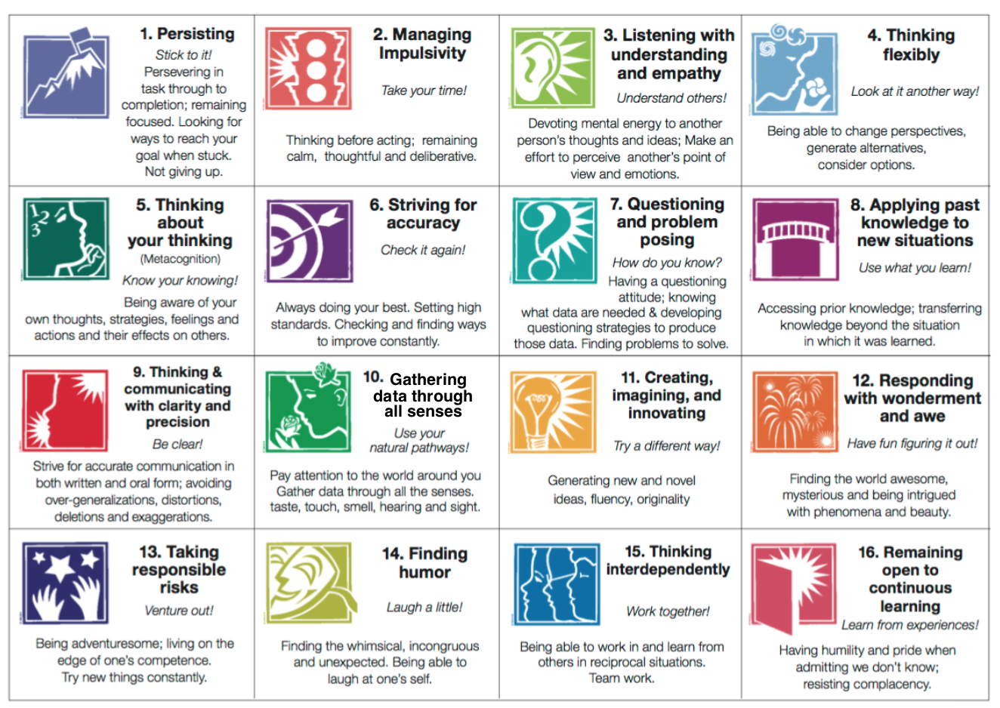 1. Persisting
Stick to it!
Persevering in
task through to
completion; remaining
focused. Looking for
ways to reach your
goal when stuck.
Not giving up.
2. Managing
Impulsivity
Take your time!
Thinking before acting; remaining
calm, thoughtful and deliberative.
3. Listening with
understanding
and empathy
Understand others!
Devoting mental energy to another
person's thoughts and ideas; Make an
effort to perceive another's point of
view and emotions.
4. Thinking
flexibly
Look at it another way!
Being able to change perspectives,
generate alternatives,
consider options.
1
2
3
5. Thinking
about
your thinking
(Metacognition)
Know your knowing!
Being aware of your
own thoughts, strategies, feelings and
actions and their effects on others.
6. Striving for
accuracy
Check it again!
Always doing your best. Setting high
standards. Checking and finding ways
to improve constantly.
?
7. Questioning
and problem
posing
How do you know?
Having a questioning
attitude; knowing
what data are needed & developing
questioning strategies to produce
those data. Finding problems to solve.
8. Applying past
knowledge to
new situations
Use what you learn!
Accessing prior knowledge; transferring
knowledge beyond the situation
in which it was learned.
9. Thinking &
communicating
with clarity and
precision
Be clear!
Strive for accurate communication in
both written and oral form; avoiding
over-generalizations, distortions,
deletions and exaggerations.
10. Gathering
data through
all senses
Use your
natural pathways!
Pay attention to the world around you
Gather data through all the senses.
taste, touch, smell, hearing and sight.
11. Creating,
imagining, and
innovating
Try a different way!
Generating new and novel
ideas, fluency, originality
12. Responding
with wonderment
and awe
Have fun figuring it out!
Finding the world awesome,
mysterious and being intrigued
with phenomena and beauty.
13. Taking
responsible
risks
Venture out!
Being adventuresome; living on the
edge of one's competence.
Try new things constantly.
14. Finding
humor
Laugh a little!
Finding the whimsical, incongruous
and unexpected. Being able to
laugh at one's self.
15. Thinking
interdependently
Work together!
Being able to work in and learn from
others in reciprocal situations.
Team work.
16. Remaining
open to
continuous
learning
Learn from experiences!
Having humility and pride when
admitting we don't know;
resisting complacency.